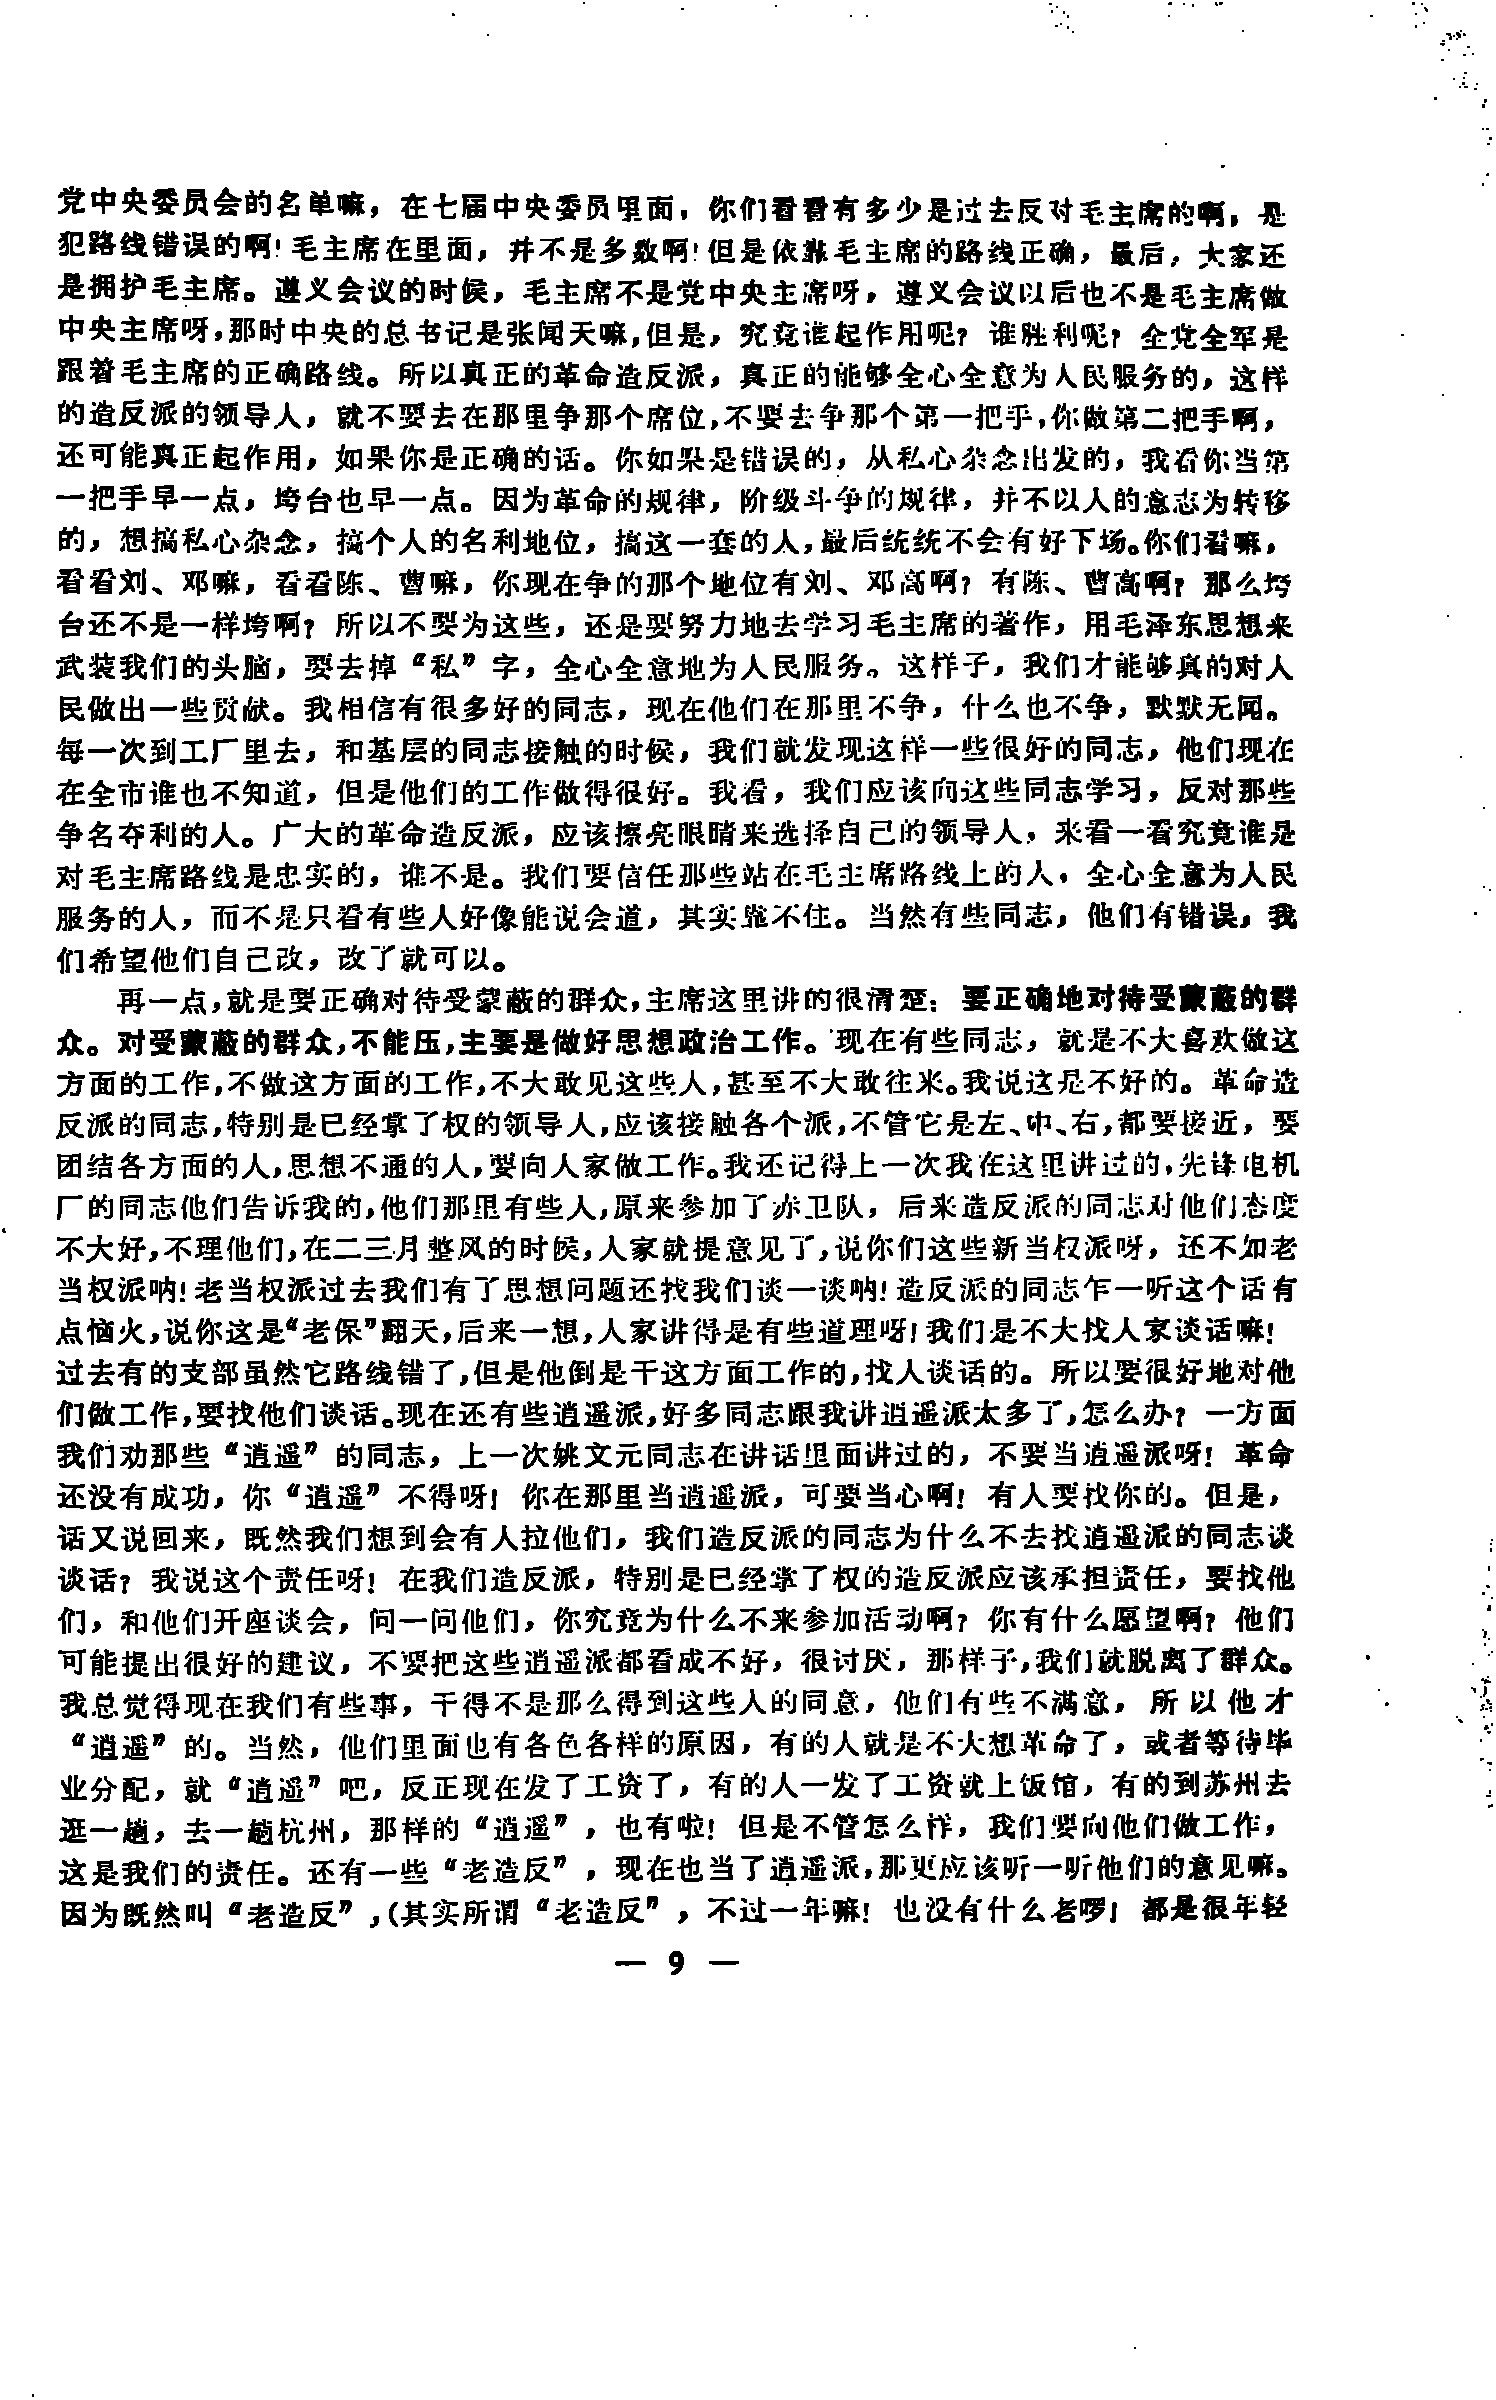 党中央委员会的名单嘛，在七届中央委员里面，你们看看有多少是过去反对毛主席的啊，是
犯路线错误的啊！毛主席在里面，并不是多数啊！但是依靠毛主席的路线正确，最后，大家还
是拥护毛主席。遵义会议的时候，毛主席不是党中央主席呀，遵义会议以后也不是毛主席做
中央主席呀，那时中央的总书记是张闻天嘛，但是，究竟谁起作用呢？谁胜利呢？全党全军是
跟着毛主席的正确路线。所以真正的革命造反派，真正的能够全心全意为人民服务的，这样
的造反派的领导人，就不要去在那里争那个席位，不要去争那个第一把手，你做第二把手啊，
还可能真正起作用，如果你是正确的话。你如果是错误的，从私心杂念出发的，我看你当第
一把手早一点，垮台也早一点。因为革命的规律，阶级斗争的规律，并不以人的意志为转移
的，想搞私心杂念，搞个人的名利地位，搞这一套的人，最后统统不会有好下场。你们看嘛，
看看刘、邓嘛，看看陈、曹嘛，你现在争的那个地位有刘、邓高啊？有陈、曹高啊？那么垮
台还不是一样垮啊？所以不要为这些，还是要努力地去学习毛主席的著作，用毛泽东思想来
武装我们的头脑，要去掉“私”字，全心全意地为人民服务。这样子，我们才能够真的对人
民做出一些贡献。我相信有很多好的同志，现在他们在那里不争，什么也不争，默默无闻。
每一次到工厂里去，和基层的同志接触的时候，我们就发现这样一些很好的同志，他们现在
在全市谁也不知道，但是他们的工作做得很好。我看，我们应该向这些同志学习，反对那些
争名夺利的人。广大的革命造反派，应该擦亮眼睛来选择自己的领导人，来看一看究竟谁是
对毛主席路线是忠实的，谁不是。我们要信任那些站在毛主席路线上的人，全心全意为人民
服务的人，而不是只看有些人好像能说会道，其实靠不住。当然有些同志，他们有错误，我
们希望他们自己改，改了就可以。
再一点，就是要正确对待受蒙蔽的群众，主席这里讲的很清楚：要正确地对待受蒙蔽的群
众。对受蒙蔽的群众，不能压，主要是做好思想政治工作。现在有些同志，就是不大喜欢做这
方面的工作，不做这方面的工作，不大敢见这些人，甚至不大敢往来。我说这是不好的。革命造
反派的同志，特别是已经掌了权的领导人，应该接触各个派，不管它是左、中、右，都要接近，要
团结各方面的人，思想不通的人，要向人家做工作。我还记得上一次我在这里讲过的，先锋电机
厂的同志他们告诉我的，他们那里有些人，原来参加了赤卫队，后来造反派的同志对他们态度
不大好，不理他们，在二三月整风的时候，人家就提意见了，说你们这些新当权派呀，还不如老
当权派呐！老当权派过去我们有了思想问题还找我们谈一谈呐！造反派的同志乍一听这个话有
点恼火，说你这是“老保”翻天，后来一想，人家讲得是有些道理呀！我们是不大找人家谈话嘛！
过去有的支部虽然它路线错了，但是他倒是干这方面工作的，找人谈话的。所以要很好地对他
们做工作，要找他们谈话。现在还有些逍遥派，好多同志跟我讲逍遥派太多了，怎么办？一方面
我们劝那些“逍遥”的同志，上一次姚文元同志在讲话里面讲过的，不要当逍遥派呀！革命
还没有成功，你“逍遥”不得呀！你在那里当逍遥派，可要当心啊！有人要找你的。但是，
话又说回来，既然我们想到会有人拉他们，我们造反派的同志为什么不去找逍遥派的同志谈
谈话？我说这个责任呀！在我们造反派，特别是已经掌了权的造反派应该承担责任，要找他
们，和他们开座谈会，问一问他们，你究竟为什么不来参加活动啊？你有什么愿望啊？他们
可能提出很好的建议，不要把这些逍遥派都看成不好，很讨厌，那样子，我们就脱离了群众。
我总觉得现在我们有些事，干得不是那么得到这些人的同意，他们有些不满意，所以他才
“逍遥”的。当然，他们里面也有各色各样的原因，有的人就是不大想革命了，或者等待毕
业分配，就“逍遥”吧，反正现在发了工资了，有的人一发了工资就上饭馆，有的到苏州去
逛一趟，去一趟杭州，那样的“逍遥”，也有啦！但是不管怎么样，我们要向他们做工作，
这是我们的责任。还有一些“老造反”，现在也当了逍遥派，那更应该听一听他们的意见嘛。
因为既然叫“老造反”，（其实所谓“老造反”，不过一年嘛！也没有什么老啰！都是很年轻
— 9 —